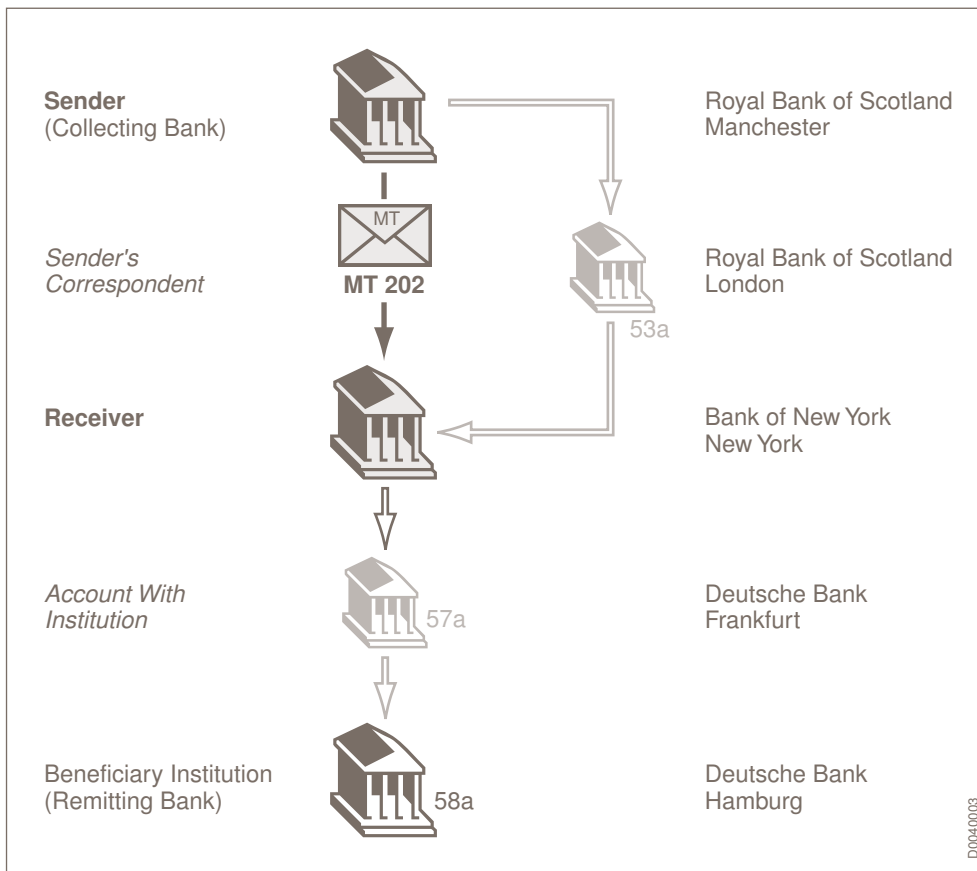 Sender
(Collecting Bank)
Royal Bank of Scotland
Manchester
MT
MT 202
Sender's
Correspondent
Royal Bank of Scotland
London
53a
Receiver
Bank of New York
New York
Account With
Institution
57a
Deutsche Bank
Frankfurt
Beneficiary Institution
(Remitting Bank)
58a
Deutsche Bank
Hamburg
D0040003